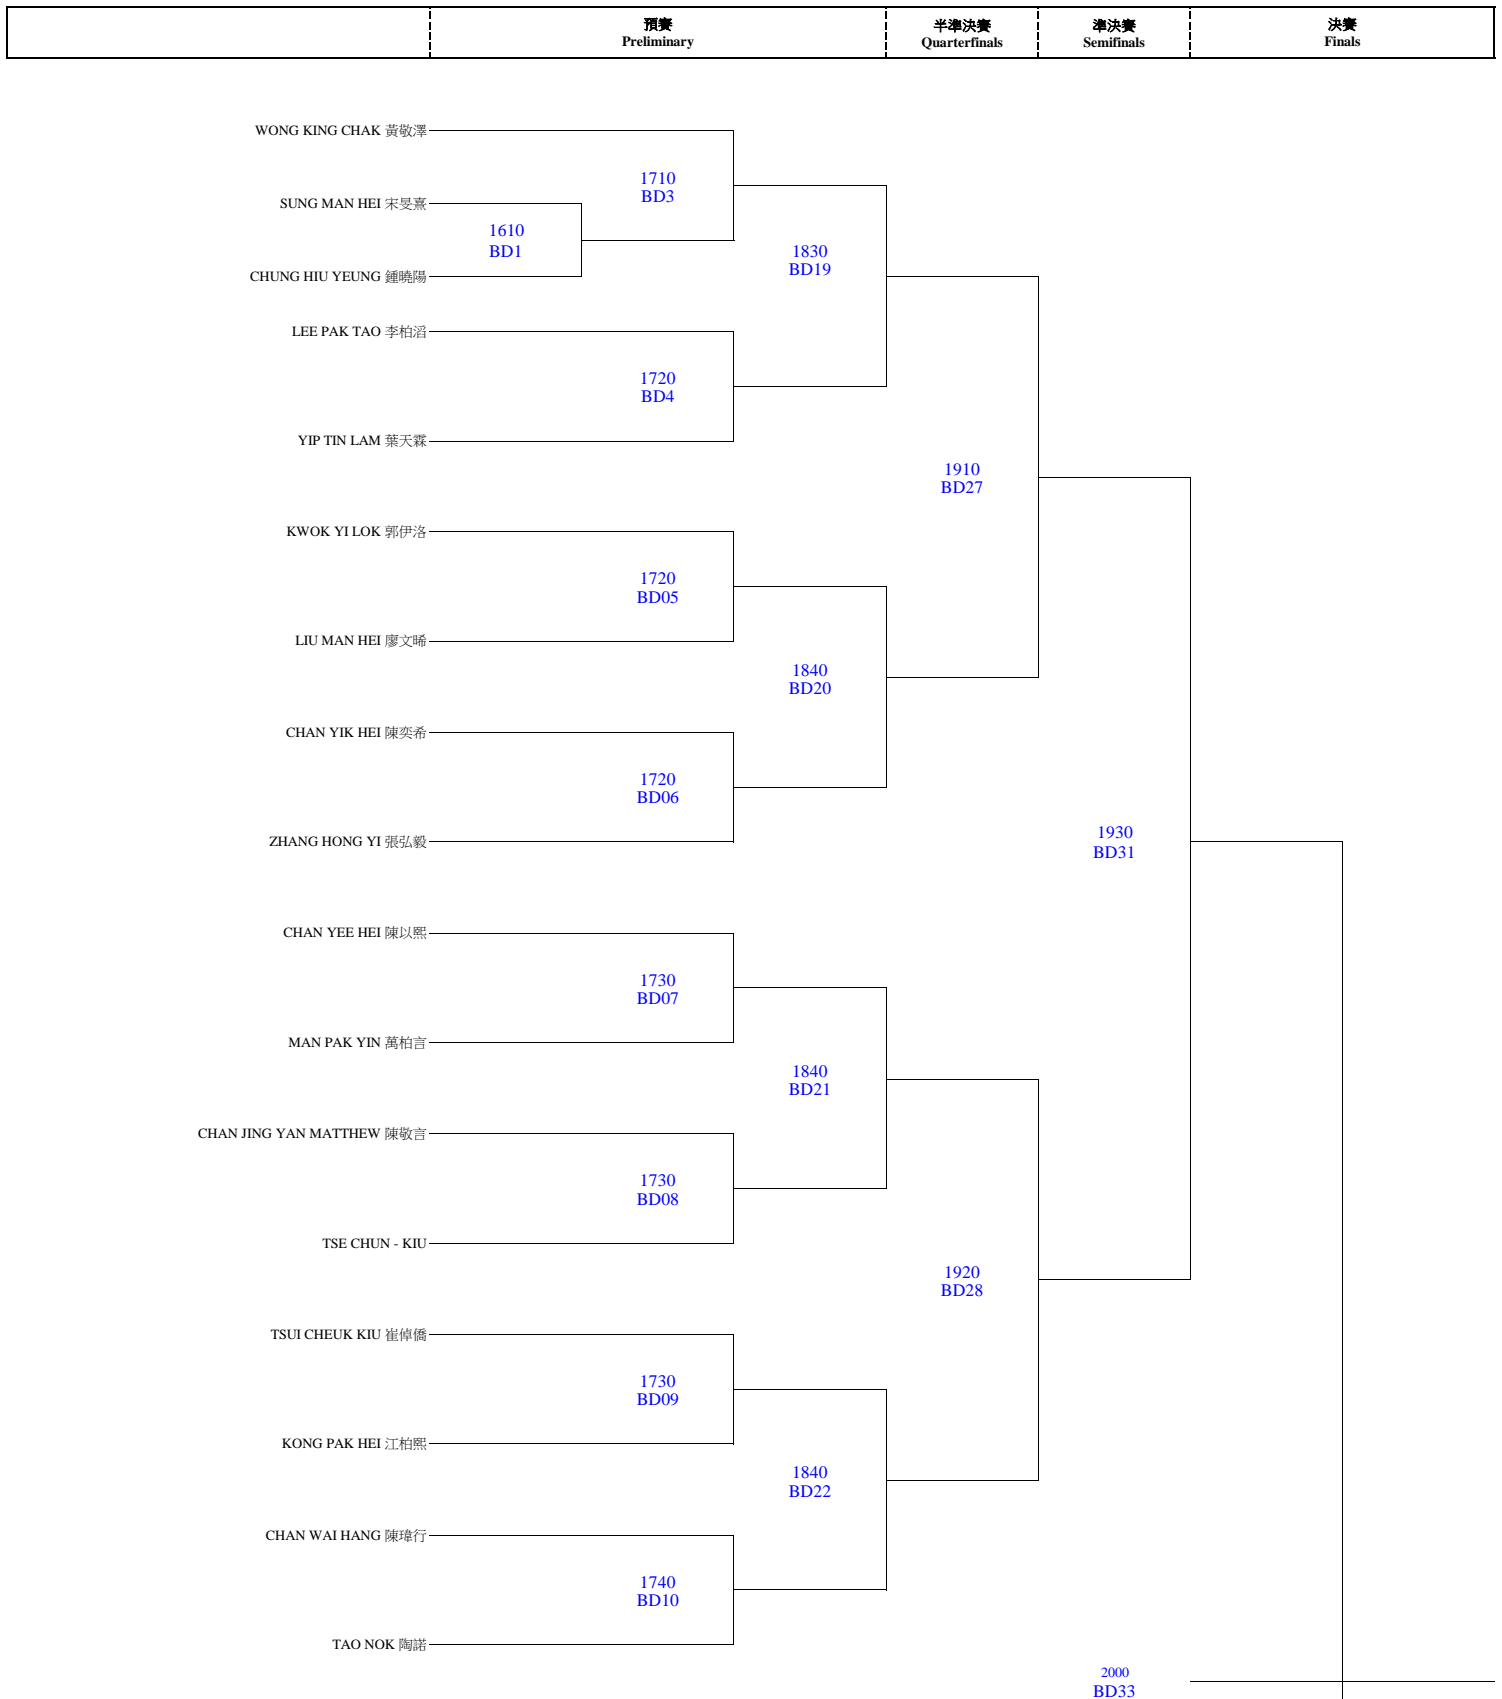 預賽
Preliminary
半準決賽
Quarterfinals
準決賽
Semifinals
決賽
Finals
WONG KING CHAK 黃敬澤
1710
BD3
SUNG MAN HEI 宋旻熹
1610
BD1
CHUNG HIU YEUNG 鍾曉陽
1830
BD19
LEE PAK TAO 李柏滔
1720
BD4
YIP TIN LAM 葉天霖
1910
BD27
KWOK YI LOK 郭伊洛
1720
BD05
LIU MAN HEI 廖文晞
1840
BD20
CHAN YIK HEI 陳奕希
1720
BD06
ZHANG HONG YI 張弘毅
1930
BD31
CHAN YEE HEI 陳以熙
1730
BD07
MAN PAK YIN 萬柏言
1840
BD21
CHAN JING YAN MATTHEW 陳敬言
1730
BD08
TSE CHUN - KIU
1920
BD28
TSUI CHEUK KIU 崔倬僑
1730
BD09
KONG PAK HEI 江柏熙
1840
BD22
CHAN WAI HANG 陳瑋行
1740
BD10
TAO NOK 陶諾
2000
BD33